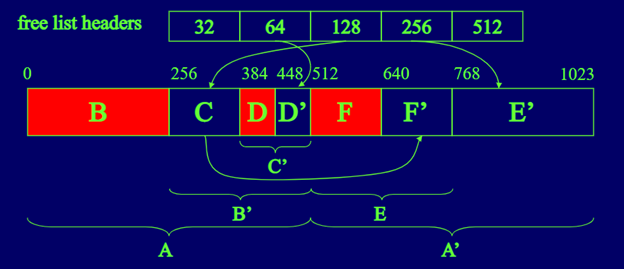 free list headers 32 64 128 256 512
0 256 384 448 512 640 768 1023
B C D D’ F F’ E’
C’
B’ E
A A’